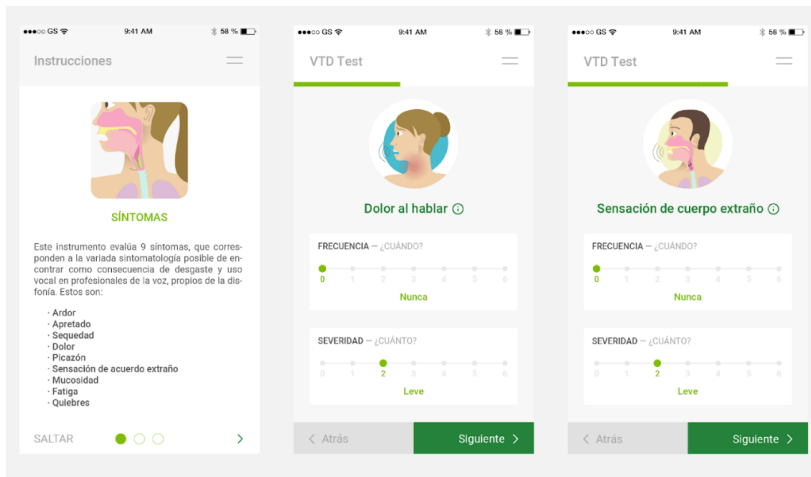 GS 9:41 AM 58 %
Instrucciones
SÍNTOMAS
Este instrumento evalúa 9 síntomas, que corres-
ponden a la variada sintomatología posible de en-
contrar como consecuencia de desgaste y uso
vocal en profesionales de la voz, propios de la dis-
fonía. Estos son:
· Ardor
· Apretado
· Sequedad
· Dolor
· Picazón
· Sensación de acuerdo extraño
· Mucosidad
· Fatiga
· Quiebres
SALTAR
GS 9:41 AM 58 %
VTD Test
Dolor al hablar
FRECUENCIA – ¿CUÁNDO?
0 1 2 3 4 5 6
Nunca
SEVERIDAD – ¿CUÁNTO?
0 1 2 3 4 5 6
Leve
< Atrás Siguiente >
GS 9:41 AM 58 %
VTD Test
Sensación de cuerpo extraño
FRECUENCIA – ¿CUÁNDO?
0 1 2 3 4 5 6
Nunca
SEVERIDAD – ¿CUÁNTO?
0 1 2 3 4 5 6
Leve
< Atrás Siguiente >